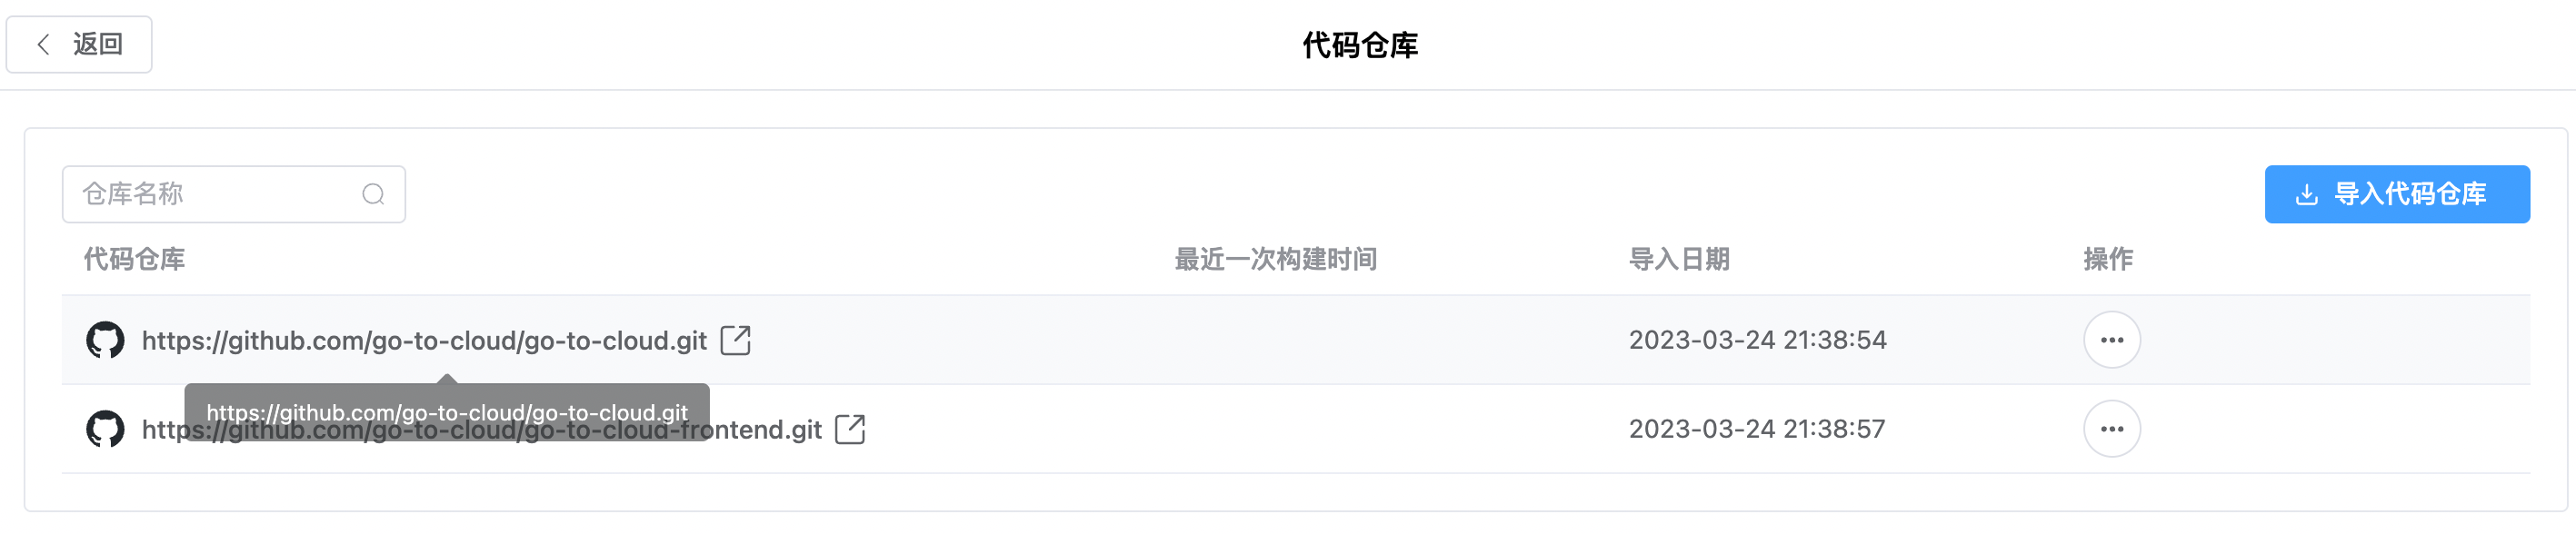 返回
代码仓库
仓库名称
导入代码仓库
代码仓库 最近一次构建时间 导入日期 操作
https://github.com/go-to-cloud/go-to-cloud.git 2023-03-24 21:38:54
https://github.com/go-to-cloud/go-to-cloud.git
https://github.com/go-to-cloud/go-to-cloud-frontend.git 2023-03-24 21:38:57